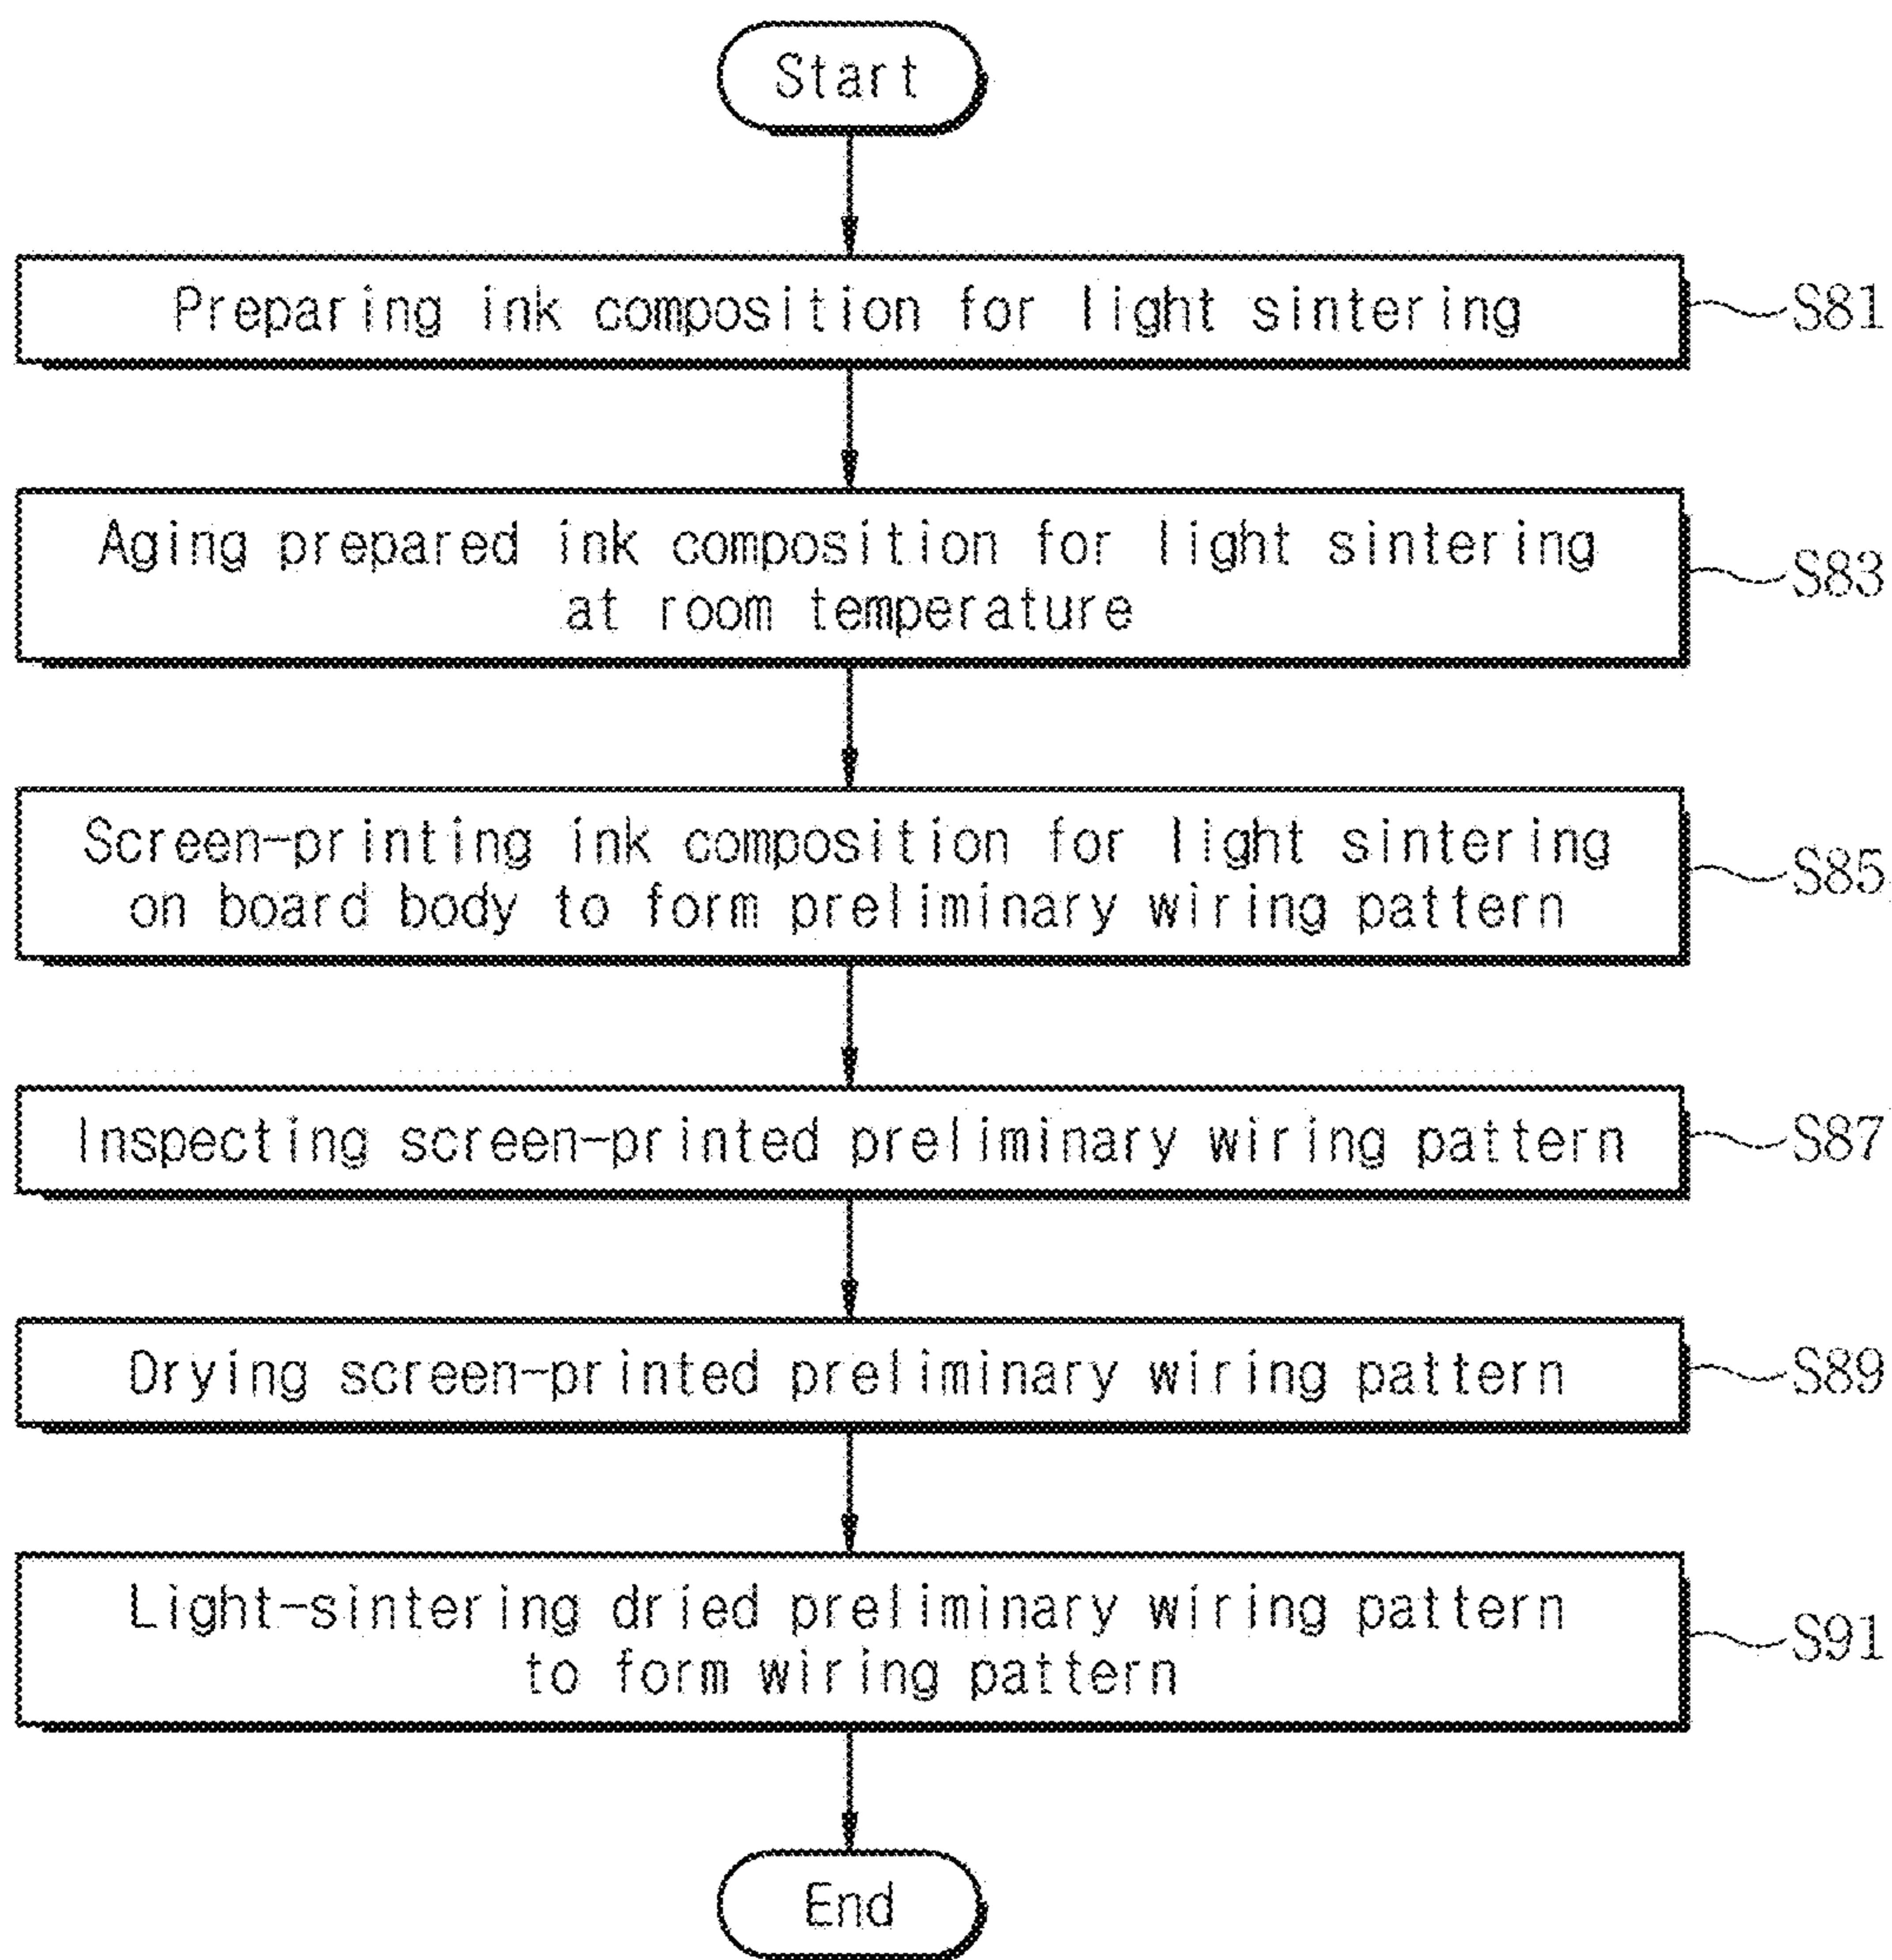 Start
Preparing ink composition for light sintering
S81
Aging prepared ink composition for light sintering
at room temperature
S83
Screen-printing ink composition for light sintering
on board body to form preliminary wiring pattern
S85
Inspecting screen-printed preliminary wiring pattern
S87
Drying screen-printed preliminary wiring pattern
S89
Light-sintering dried preliminary wiring pattern
to form wiring pattern
S91
End